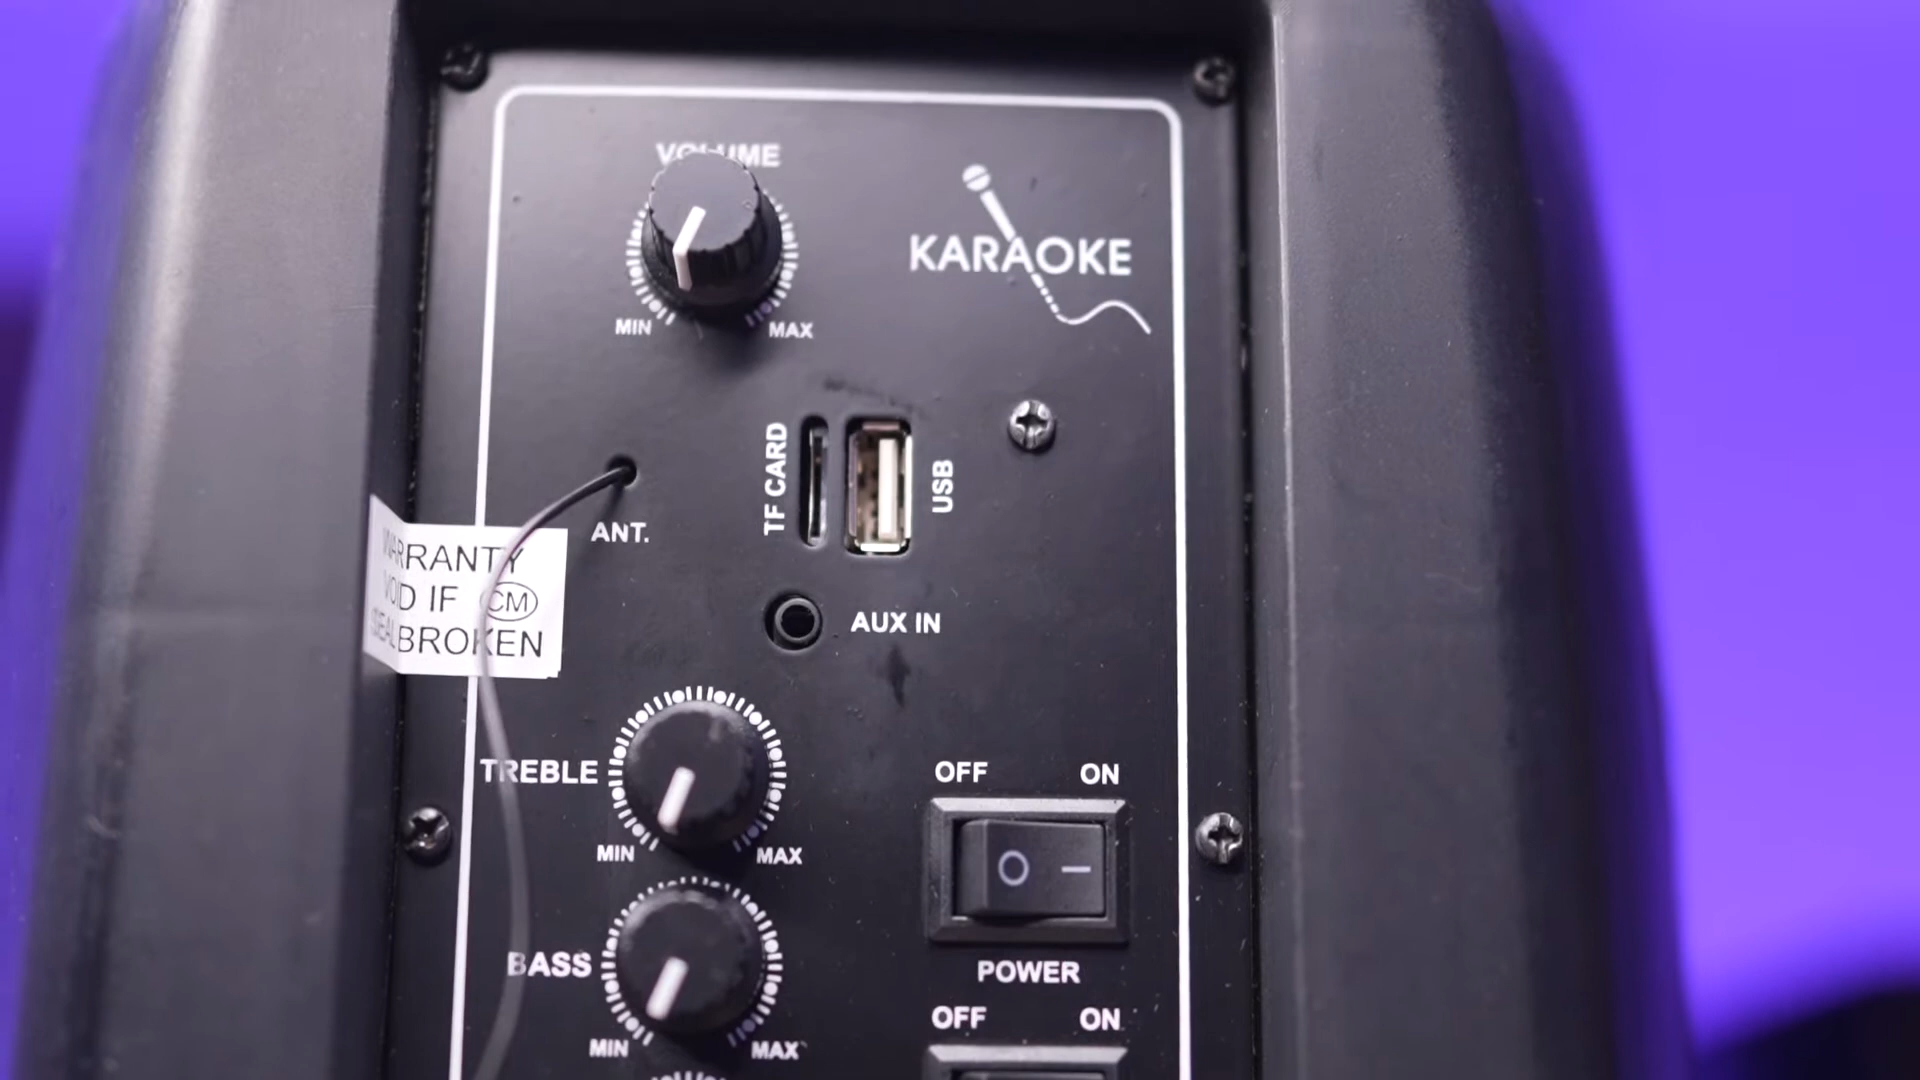 VOLUME
MIN MAX
KARAOKE
TF CARD
USB
ANT.
WARRANTY
VOID IF CM
SEAL BROKEN
AUX IN
TREBLE
MIN MAX
OFF ON
POWER
BASS
MIN MAX
OFF ON